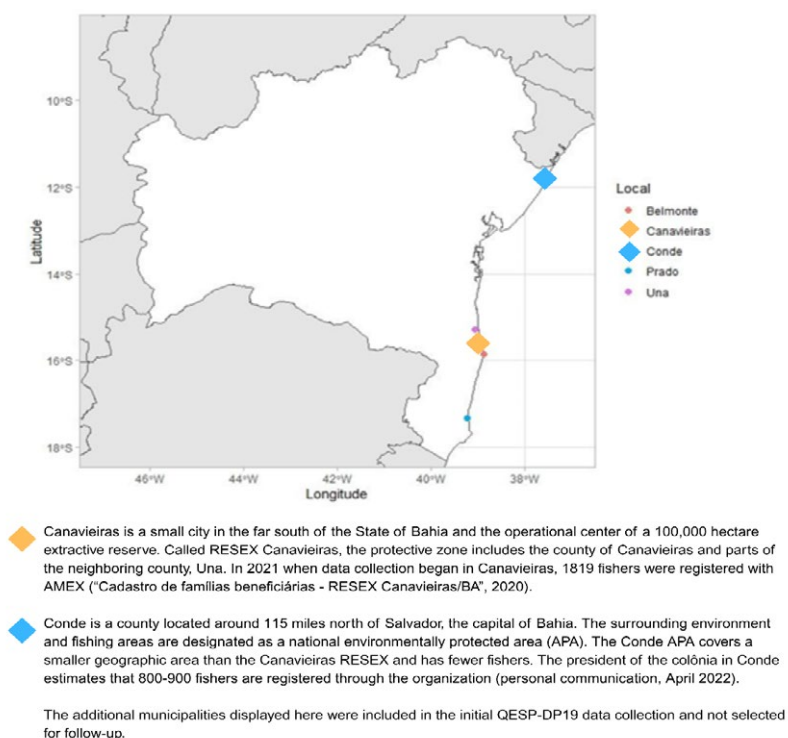 10°S
12°S
14°S
16°S
18°S
Latitude
46°W
44°W
42°W
40°W
38°W
Longitude
Local
Belmonte
Canavieiras
Conde
Prado
Una
Canavieiras is a small city in the far south of the State of Bahia and the operational center of a 100,000 hectare
extractive reserve. Called RESEX Canavieiras, the protective zone includes the county of Canavieiras and parts of
the neighboring county, Una. In 2021 when data collection began in Canavieiras, 1819 fishers were registered with
AMEX (“Cadastro de famílias beneficiárias - RESEX Canavieiras/BA”, 2020).
Conde is a county located around 115 miles north of Salvador, the capital of Bahia. The surrounding environment
and fishing areas are designated as a national environmentally protected area (APA). The Conde APA covers a
smaller geographic area than the Canavieiras RESEX and has fewer fishers. The president of the colônia in Conde
estimates that 800-900 fishers are registered through the organization (personal communication, April 2022).
The additional municipalities displayed here were included in the initial QESP-DP19 data collection and not selected
for follow-up.